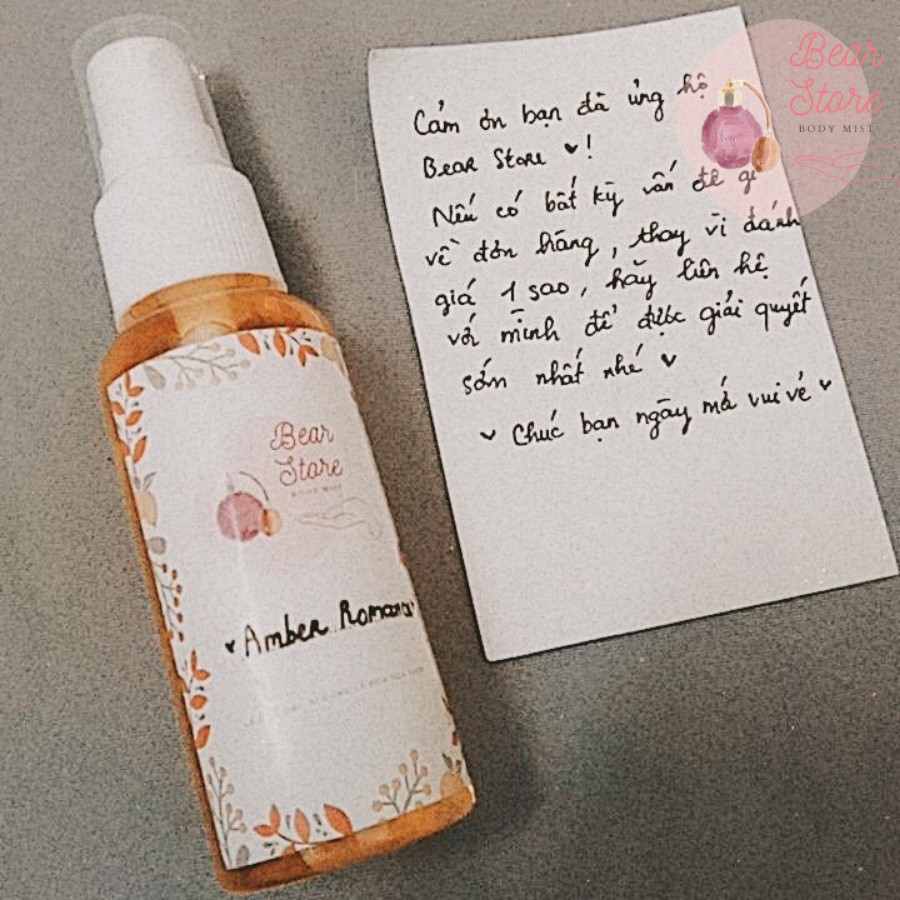 Bear
Store
BODY MIST
Cảm ơn bạn đã ủng hộ
Bear Store ♥!
Nếu có bất kỳ vấn đề gì
về đơn hàng, thay vì đánh
giá 1 sao, hãy liên hệ
với mình để được giải quyết
sớm nhất nhé ♥
♥ Chúc bạn ngày mới vui vẻ ♥
Bear
Store
BODY MIST
♥ Amber Romance